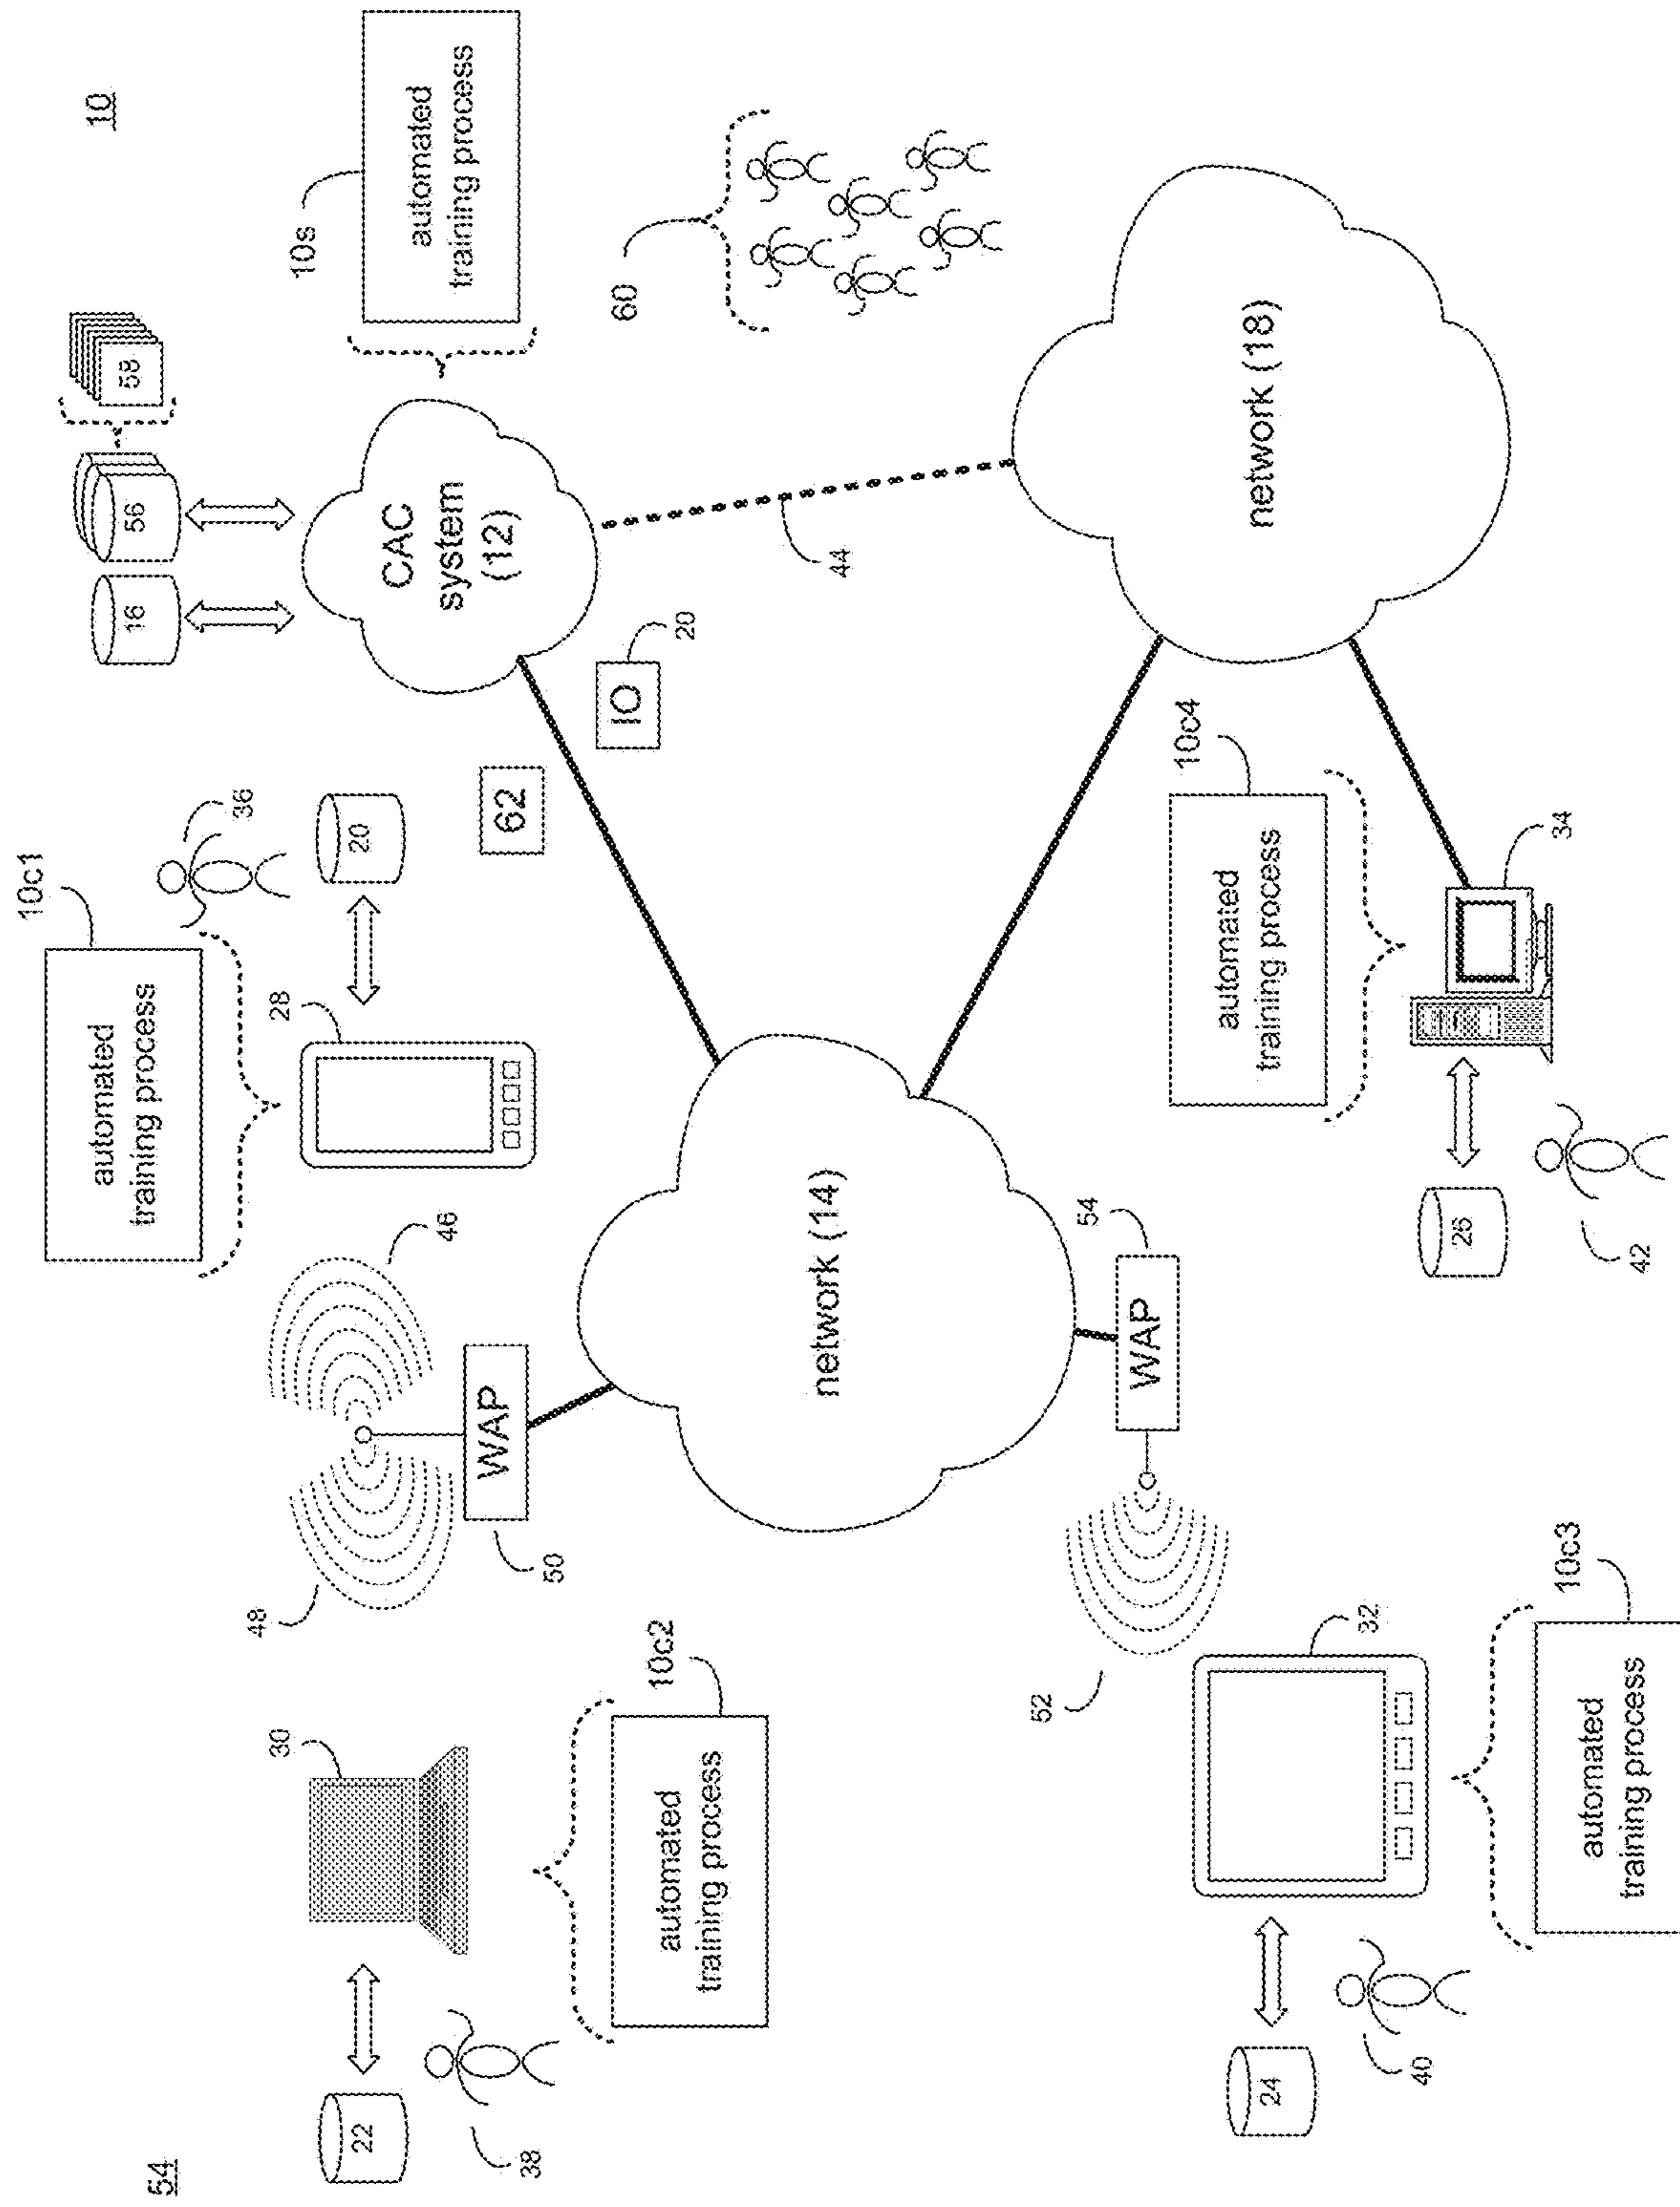 10c1
automated
training process
10
16
56
58
54
36
48
30
28
10s
22
20
CAC
system
(12)
automated
training process
46
WAP
62
38
50
IO
60
10c2
automated
training process
20
network (14)
44
52
54
WAP
10c4
automated
training process
network (18)
24
32
40
26
34
10c3
automated
training process
42